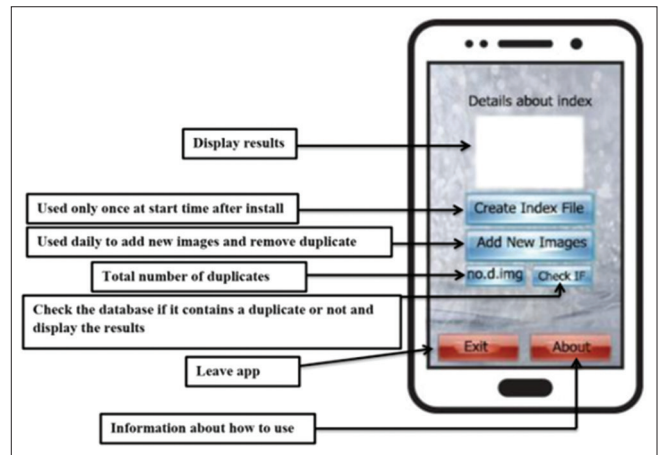 Details about index
Display results
Used only once at start time after install
Create Index File
Used daily to add new images and remove duplicate
Add New Images
Total number of duplicates
no.d.img
Check IF
Check the database if it contains a duplicate or not and
display the results
Exit
About
Leave app
Information about how to use